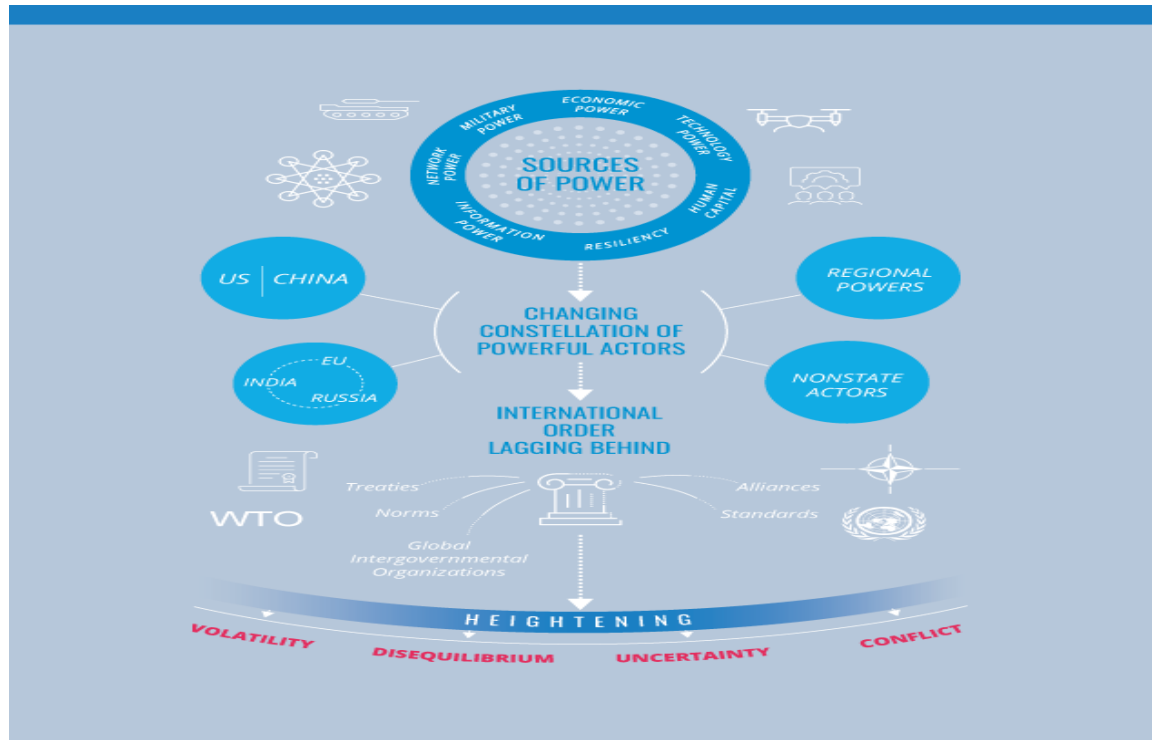 ECONOMIC
POWER
MILITARY
POWER
TECHNOLOGY
POWER
NETWORK
POWER
HUMAN
CAPITAL
INFORMATION
POWER
RESILIENCY
SOURCES
OF POWER
US | CHINA
REGIONAL
POWERS
CHANGING
CONSTELLATION OF
POWERFUL ACTORS
EU
INDIA
RUSSIA
NONSTATE
ACTORS
INTERNATIONAL
ORDER
LAGGING BEHIND
Treaties
Alliances
WTO
Norms
Standards
Global
Intergovernmental
Organizations
HEIGHTENING
VOLATILITY
DISEQUILIBRIUM
UNCERTAINTY
CONFLICT